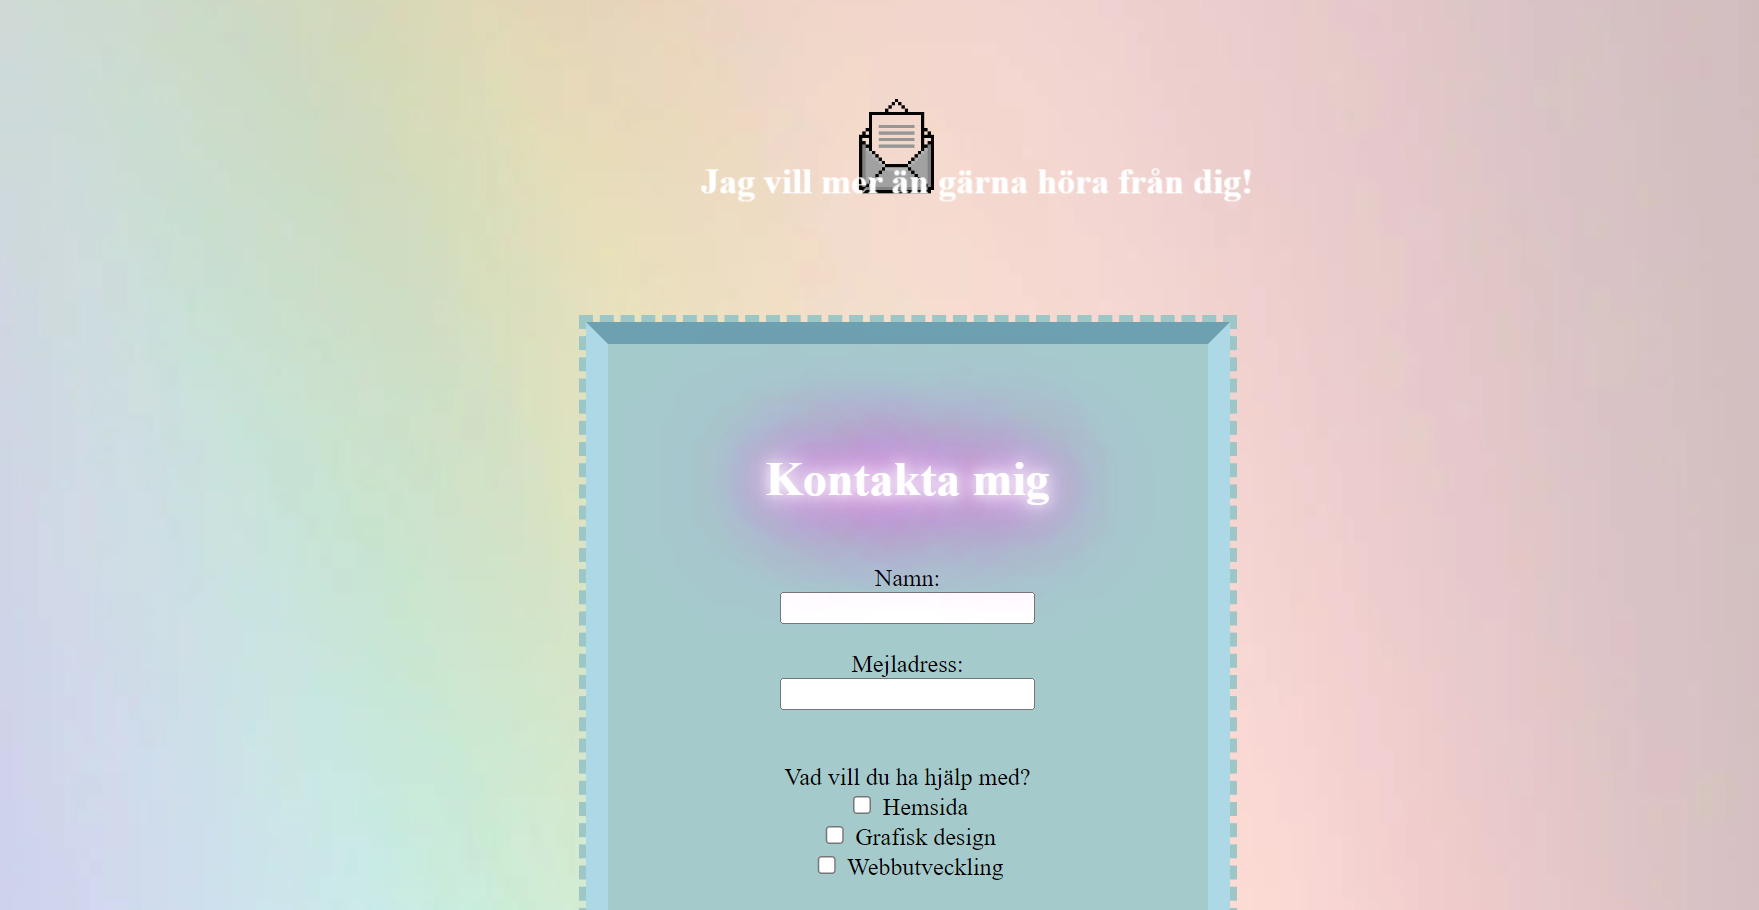 Jag vill mer än gärna höra från dig!
Kontakta mig
Namn:
Mejladress:
Vad vill du ha hjälp med?
Hemsida
Grafisk design
Webbutveckling